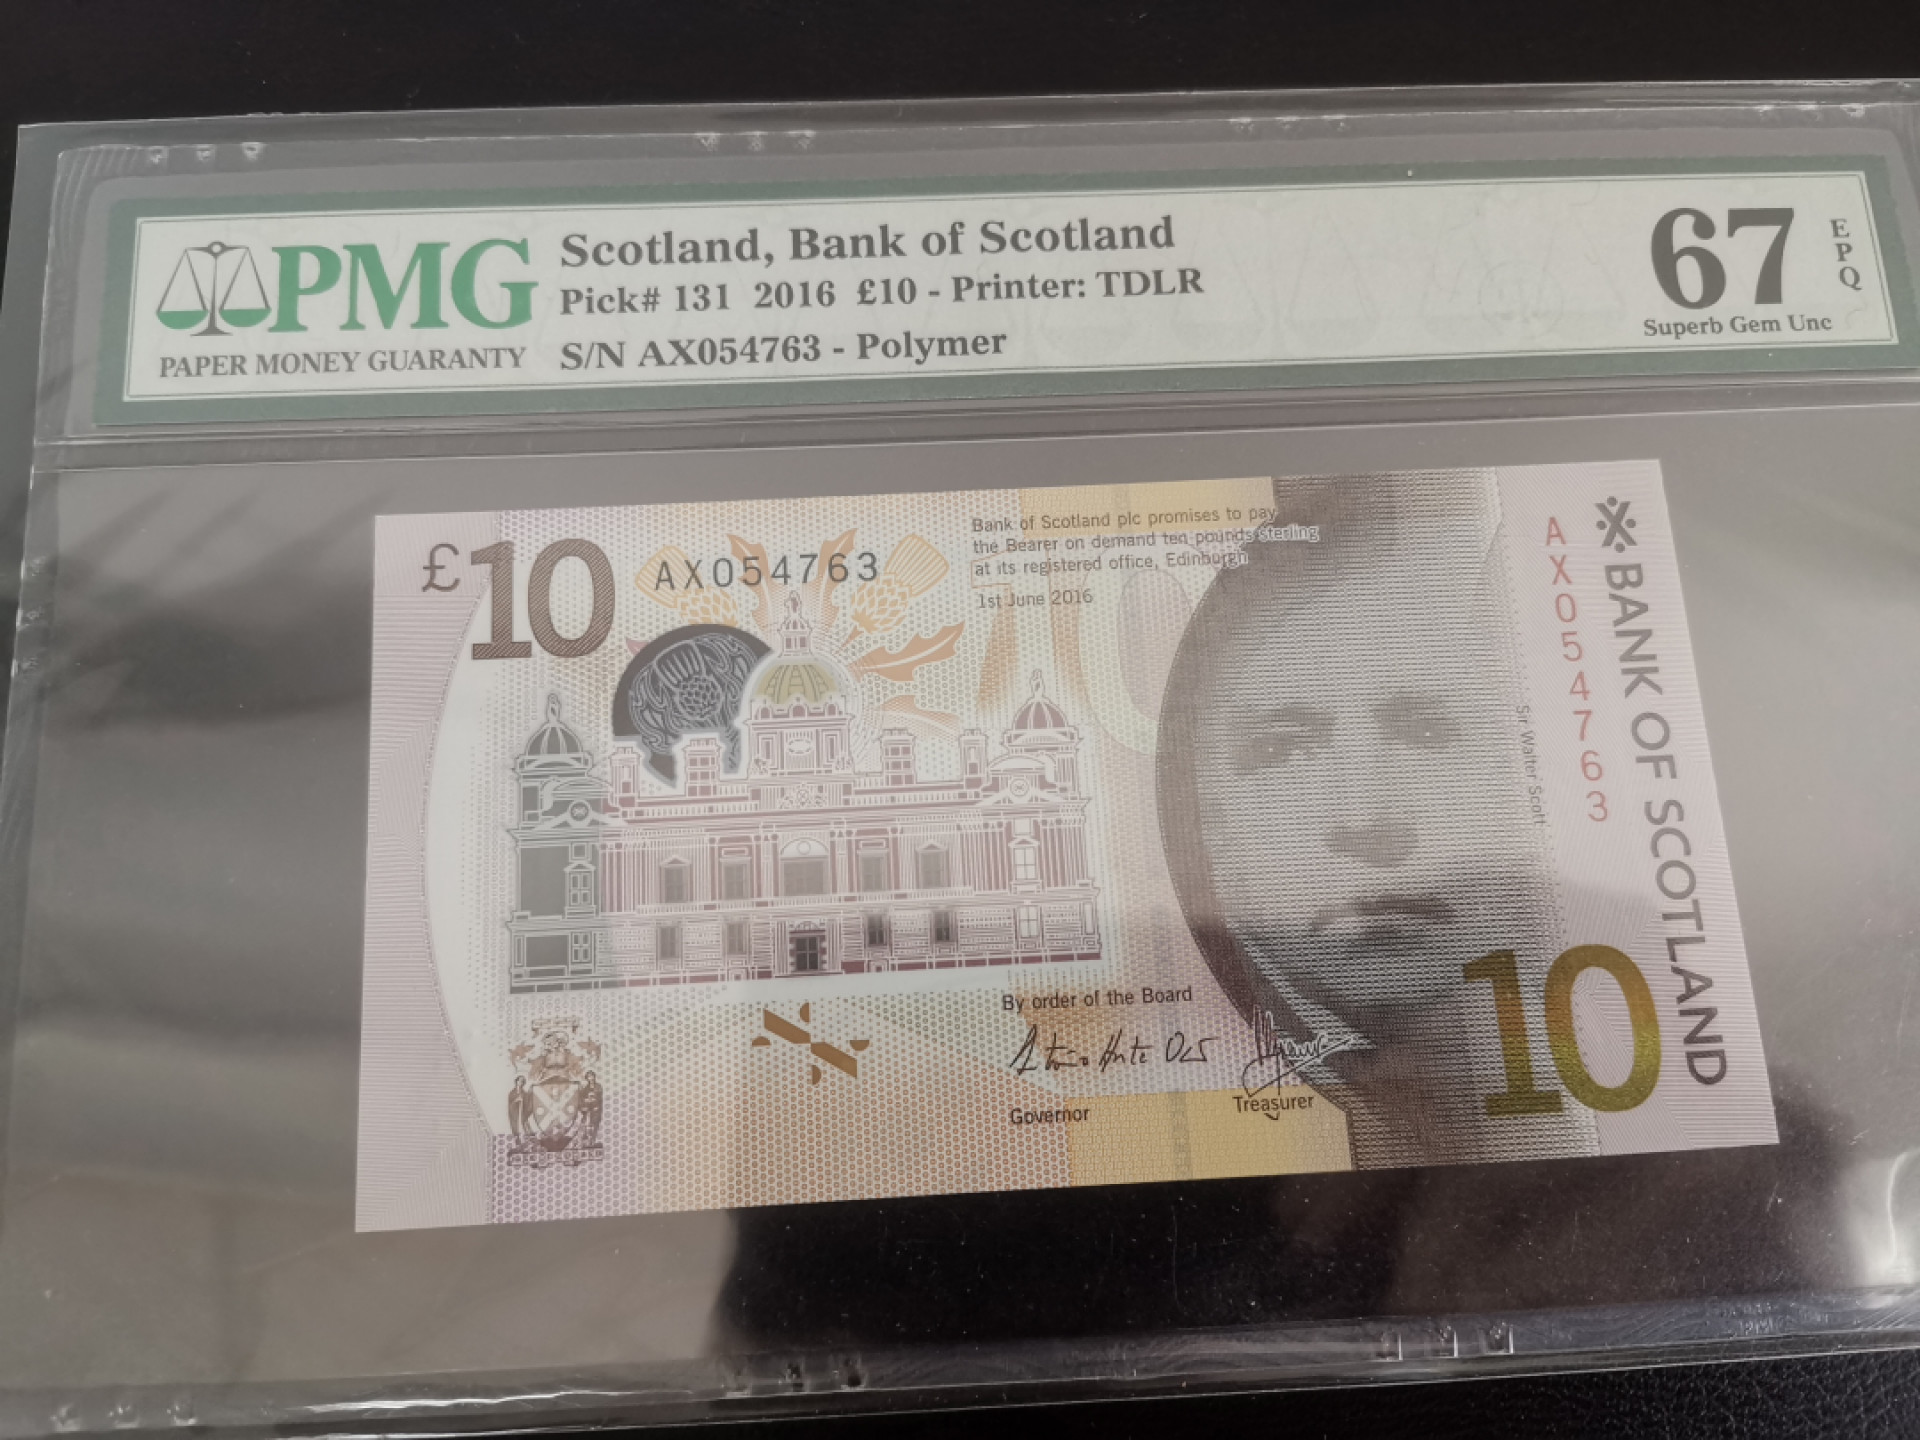 PMG
PAPER MONEY GUARANTY
Scotland, Bank of Scotland
Pick# 131 2016 £10 - Printer: TDLR
S/N AX054763 - Polymer
67
EPQ
Superb Gem Unc
£10
AX054763
Bank of Scotland plc promises to pay
the Bearer on demand ten pounds sterling
at its registered office, Edinburgh
1st June 2016
By order of the Board
Governor
Treasurer
Sir Walter Scott
AX054763
BANK OF SCOTLAND
10